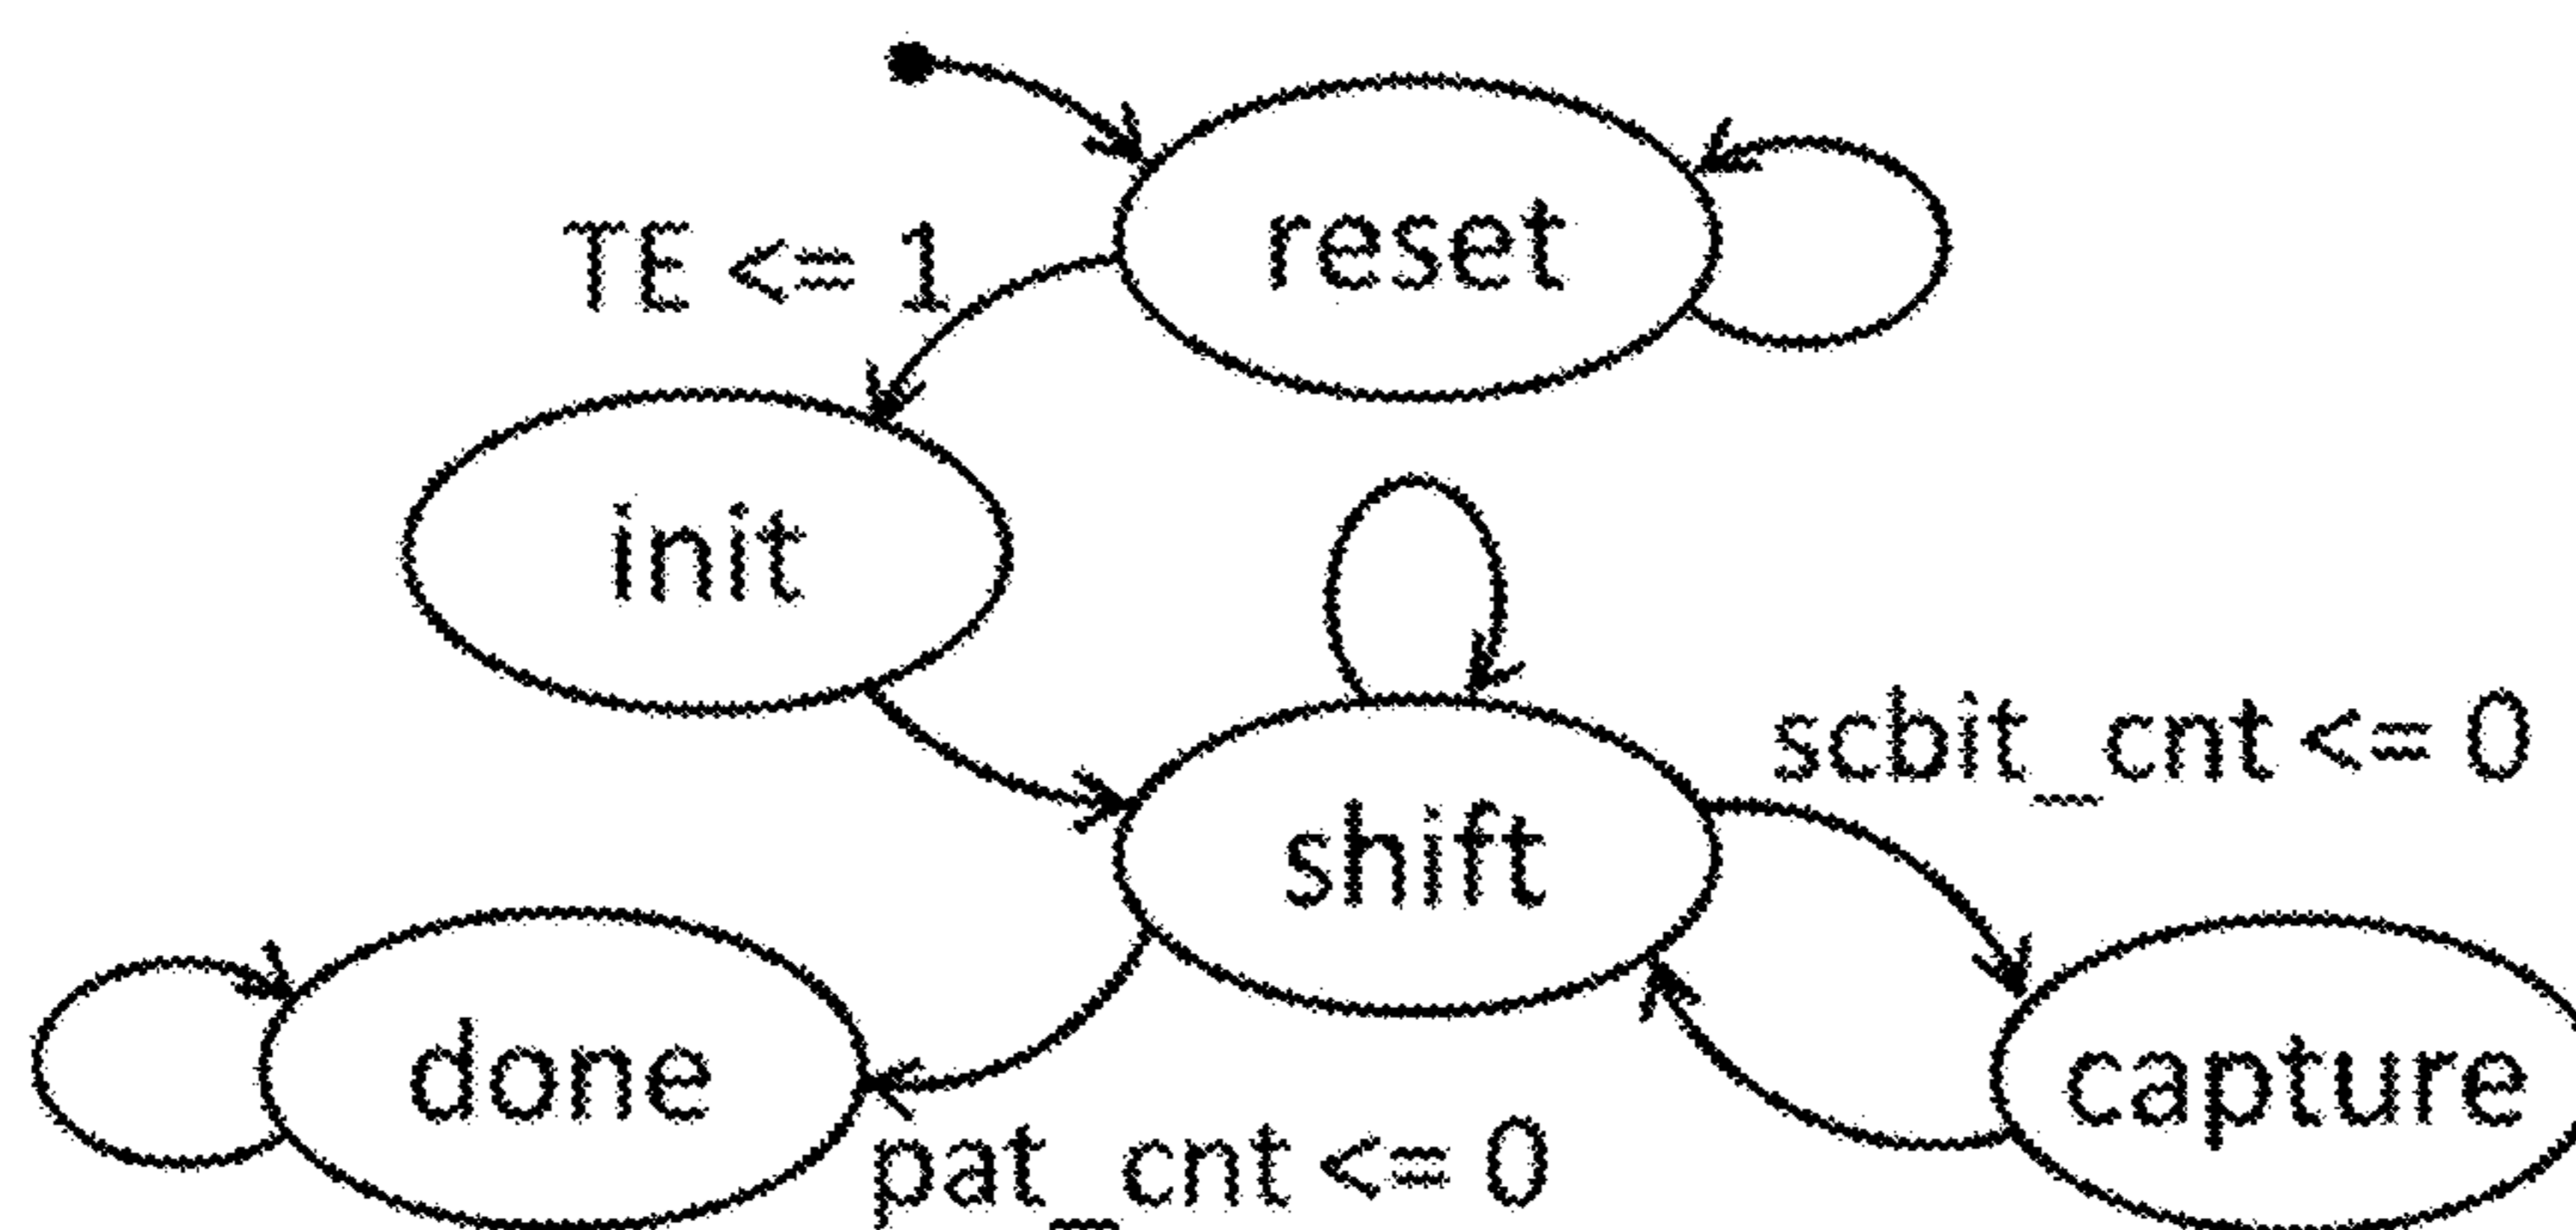 reset
TE <= 1
init
scbit_cnt <= 0
shift
done
capture
pat_cnt <= 0